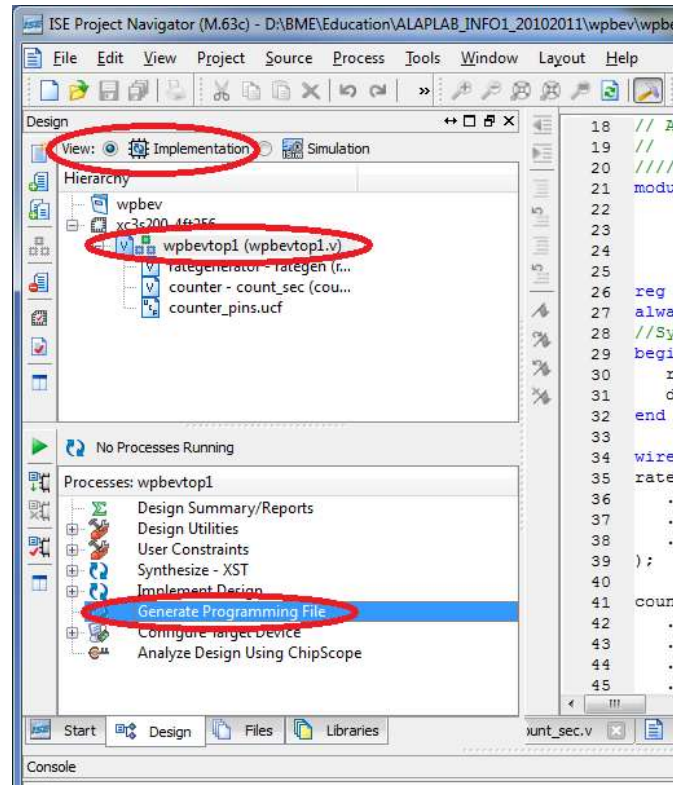 ISE Project Navigator (M.63c) - D:\BME\Education\ALAPLAB_INFO1_20102011\wpbev\wpbe
File Edit View Project Source Process Tools Window Layout Help
Design
View: Implementation Simulation
Hierarchy
wpbev
xc3s200-4ft256
wpbevtop1 (wpbevtop1.v)
rategenerator - rategen (r...
counter - count_sec (cou...
counter_pins.ucf
No Processes Running
Processes: wpbevtop1
Design Summary/Reports
Design Utilities
User Constraints
Synthesize - XST
Implement Design
Generate Programming File
Configure Target Device
Analyze Design Using ChipScope
Start Design Files Libraries
Console
18 // A
19 //
20 ////
21 modu
22
23
24
25
26 reg
27 alwa
28 //Sy
29 begi
30 r
31 d
32 end
33
34 wire
35 rate
36 .
37 .
38 .
39 );
40
41 coun
42 .
43 .
44 .
45 .
ount_sec.v